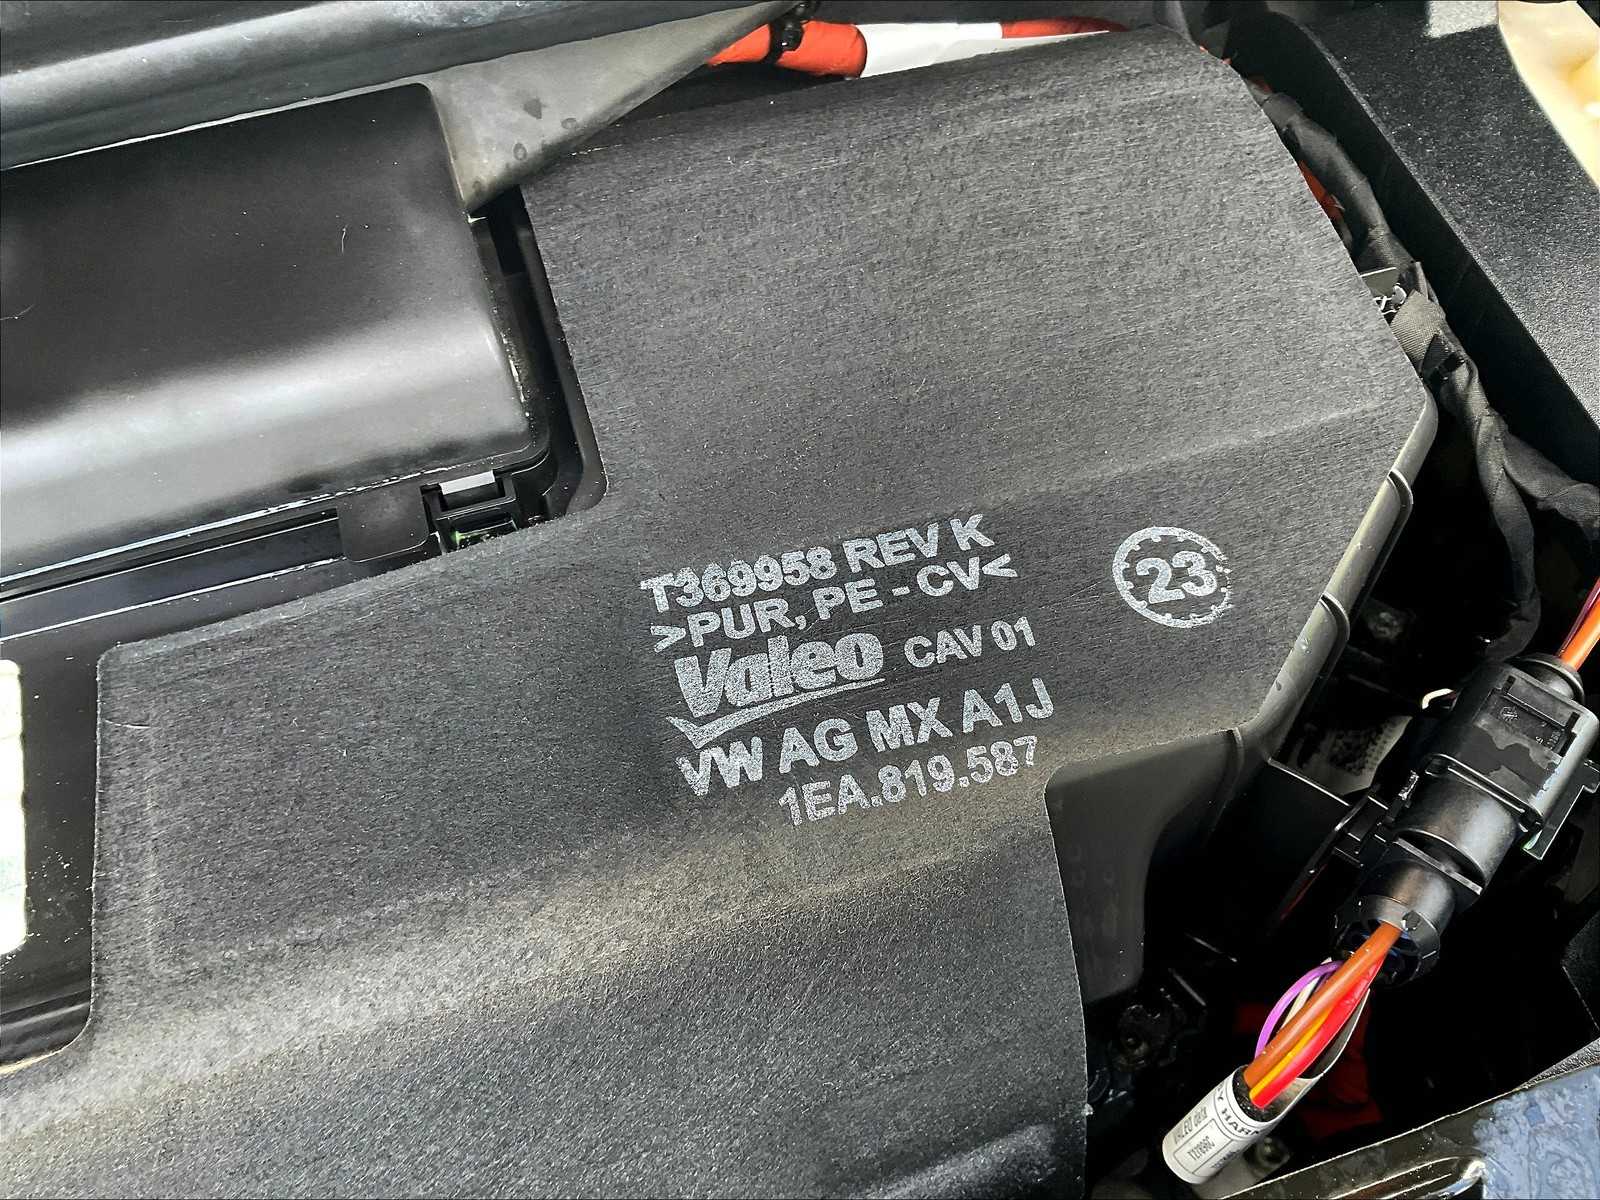 T369958 REV K
>PUR, PE - CV<
Valeo CAV 01
VW AG MX A1J
1EA.819.587
23